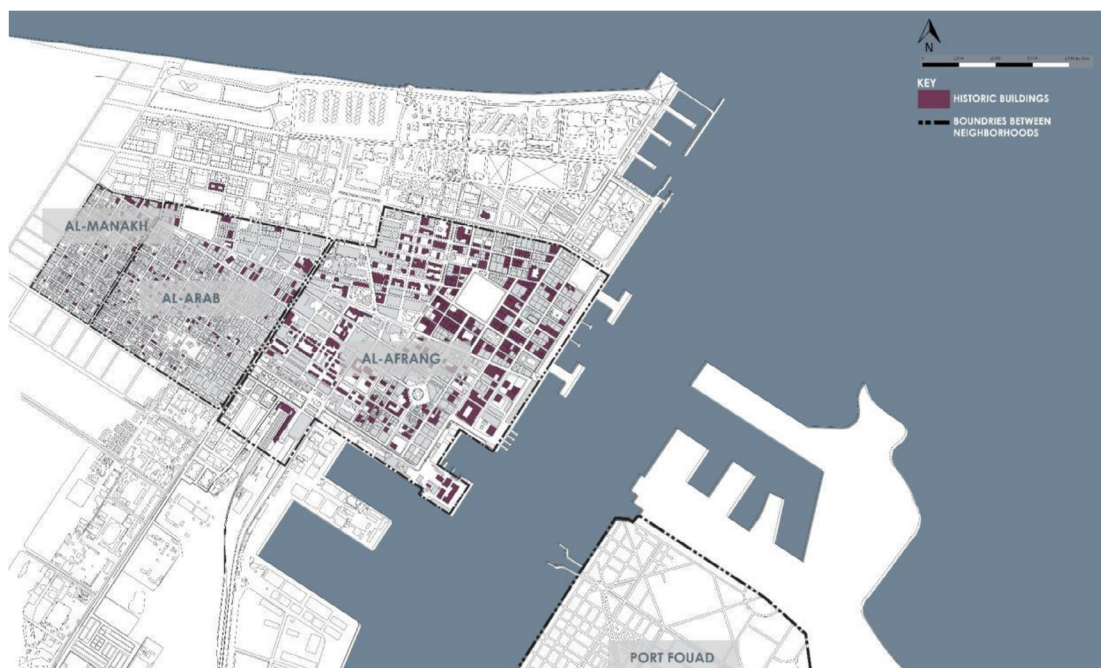 N
KEY
HISTORIC BUILDINGS
BOUNDRIES BETWEEN
NEIGHBORHOODS
AL-MANAKH
AL-ARAB
AL-AFRANG
PORT FOUAD